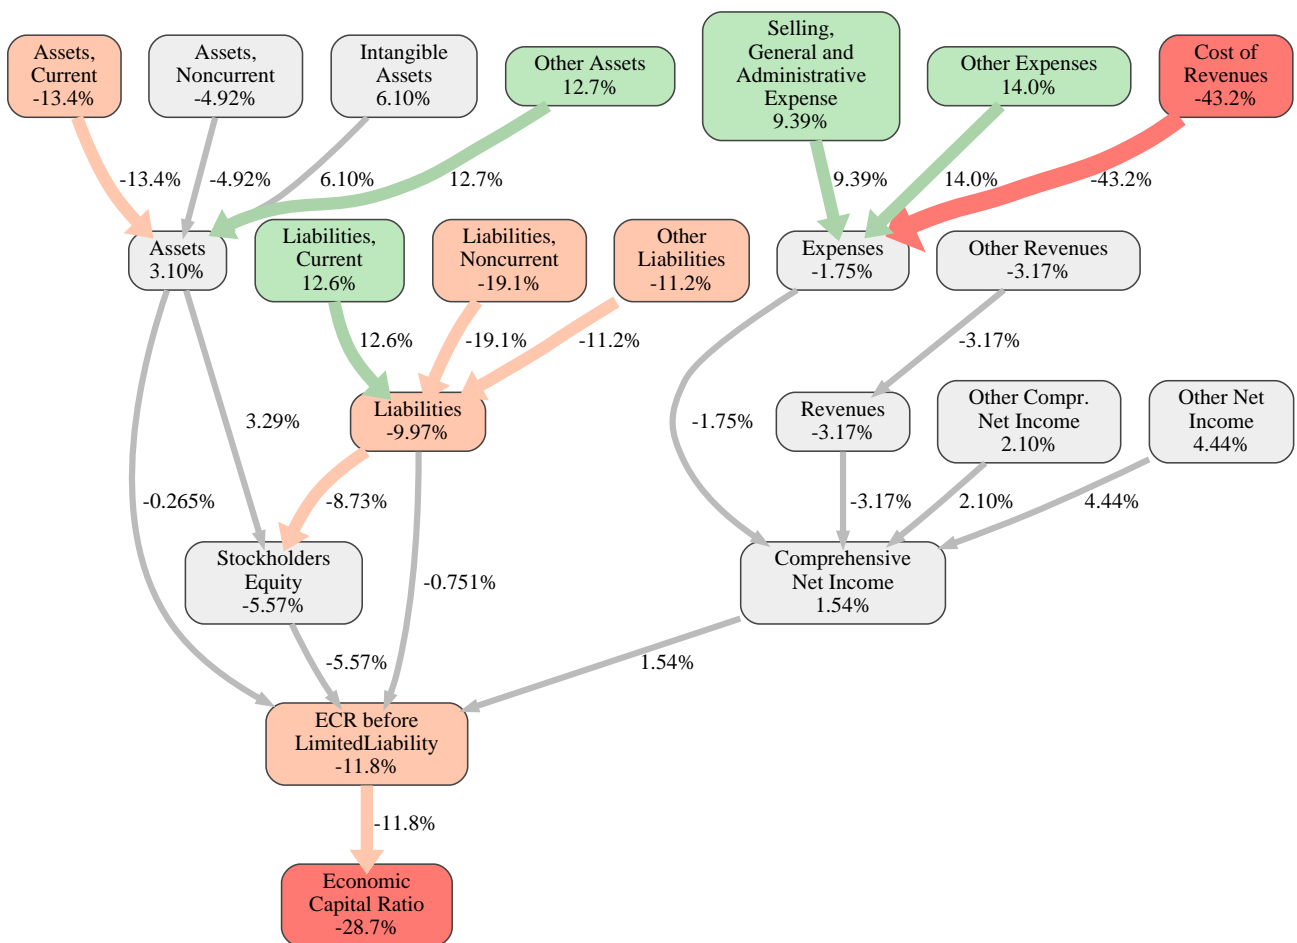 Assets,
Current
-13.4%
Assets,
Noncurrent
-4.92%
Intangible
Assets
6.10%
Other Assets
12.7%
Selling,
General and
Administrative
Expense
9.39%
Other Expenses
14.0%
Cost of
Revenues
-43.2%
-13.4%
-4.92%
6.10%
12.7%
9.39%
14.0%
-43.2%
Assets
3.10%
Liabilities,
Current
12.6%
Liabilities,
Noncurrent
-19.1%
Other
Liabilities
-11.2%
Expenses
-1.75%
Other Revenues
-3.17%
12.6%
-19.1%
-11.2%
-3.17%
Liabilities
-9.97%
3.29%
-1.75%
Revenues
-3.17%
Other Compr.
Net Income
2.10%
Other Net
Income
4.44%
-0.265%
-8.73%
-3.17%
2.10%
4.44%
Stockholders
Equity
-5.57%
-0.751%
Comprehensive
Net Income
1.54%
-5.57%
1.54%
ECR before
LimitedLiability
-11.8%
-11.8%
Economic
Capital Ratio
-28.7%